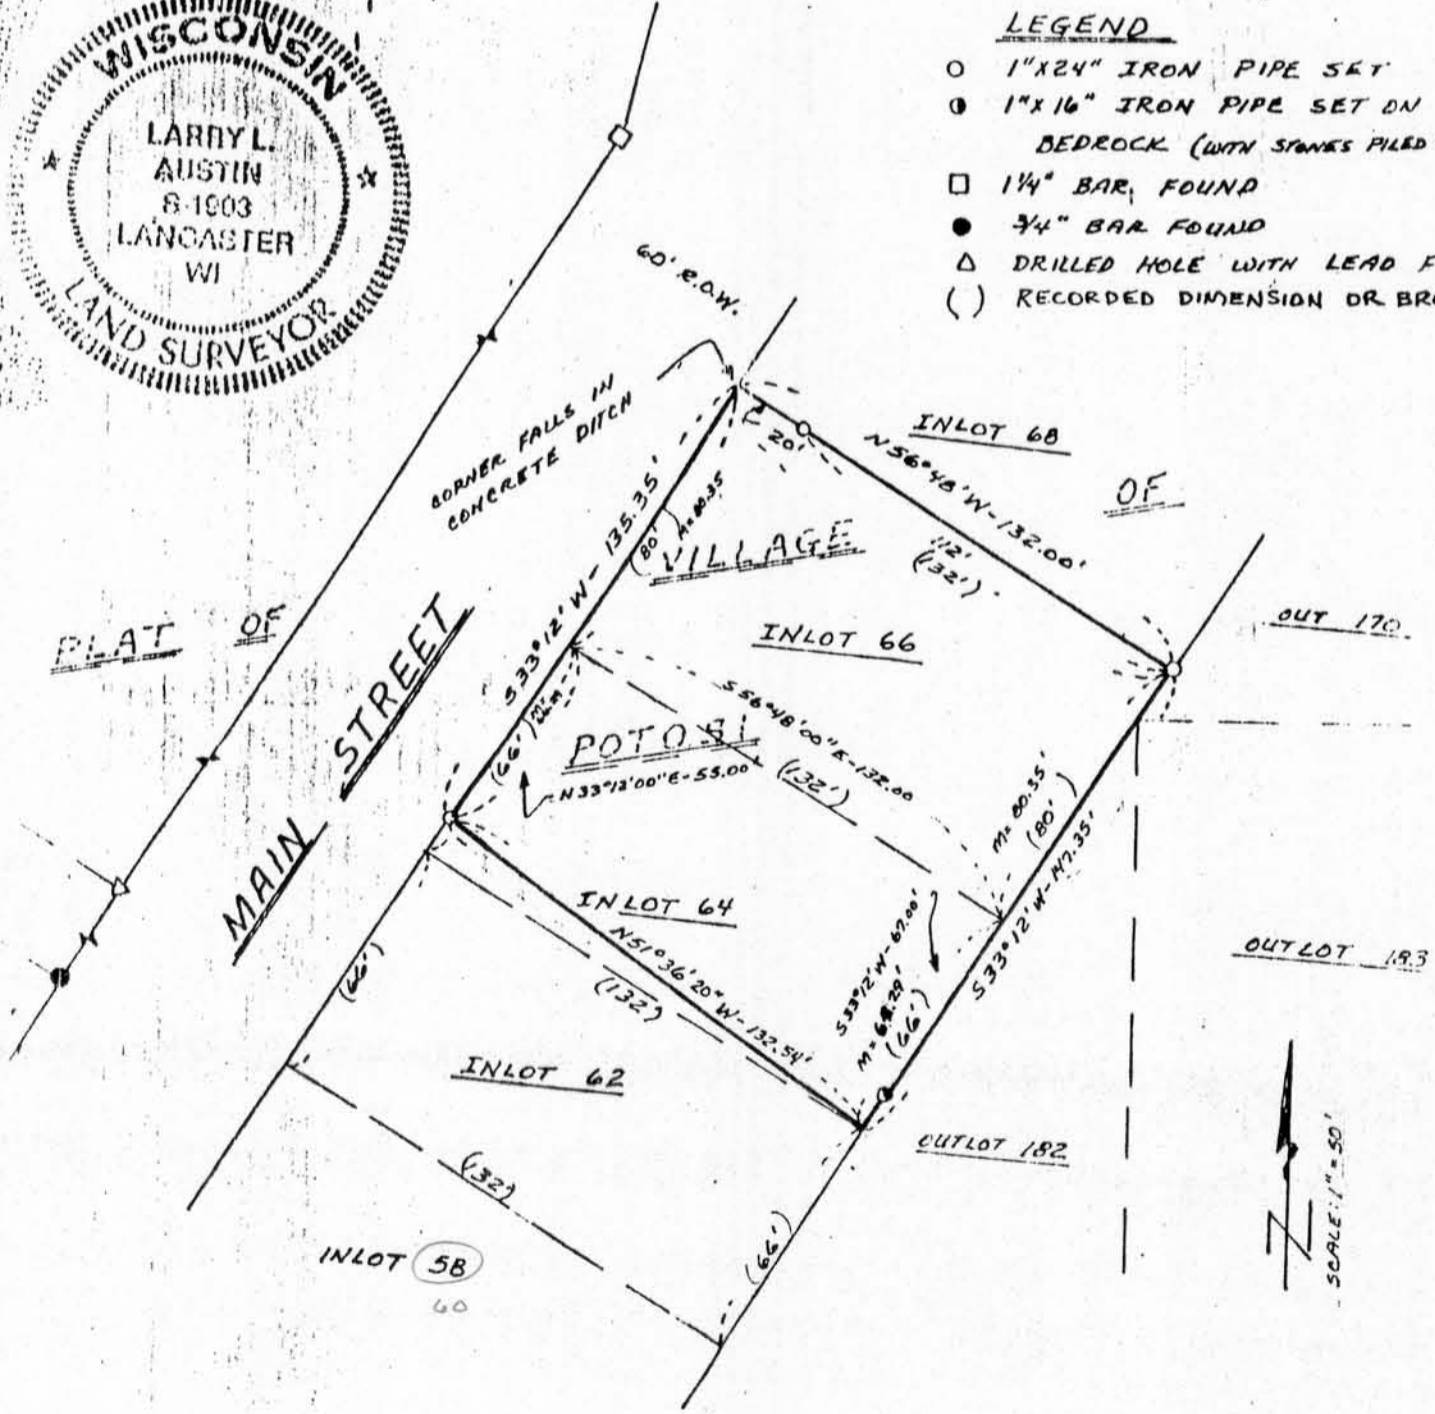 WISCONSIN
LARRY L.
AUSTIN
S-1903
LANCASTER
WI
LAND SURVEYOR
LEGEND
○ 1"X24" IRON PIPE SET
◐ 1"X16" IRON PIPE SET ON
BEDROCK (WITH STONES PILED
□ 1¼" BAR FOUND
● ¾" BAR FOUND
△ DRILLED HOLE WITH LEAD F
( ) RECORDED DIMENSION OR BR
60' R.O.W.
CORNER FALLS IN
CONCRETE DITCH
20'
INLOT 68
N56°48'W-132.00'
112'
(132')
OF
S33°12'W-135.35'
(80')
M=80.35
VILLAGE
PLAT OF
MAIN STREET
INLOT 66
OUT 170
S56°48'00"E-132.00
(132')
(66')
POTOSI
N33°12'00"E-55.00
M=80.35'
(80')
S33°12'W-147.35'
INLOT 64
N51°36'20"W-132.54'
(132')
S33°12'W-67.00'
(66')
OUTLOT 183
(66')
INLOT 62
OUTLOT 182
(132')
(66')
INLOT 58
60
SCALE: 1"=50'